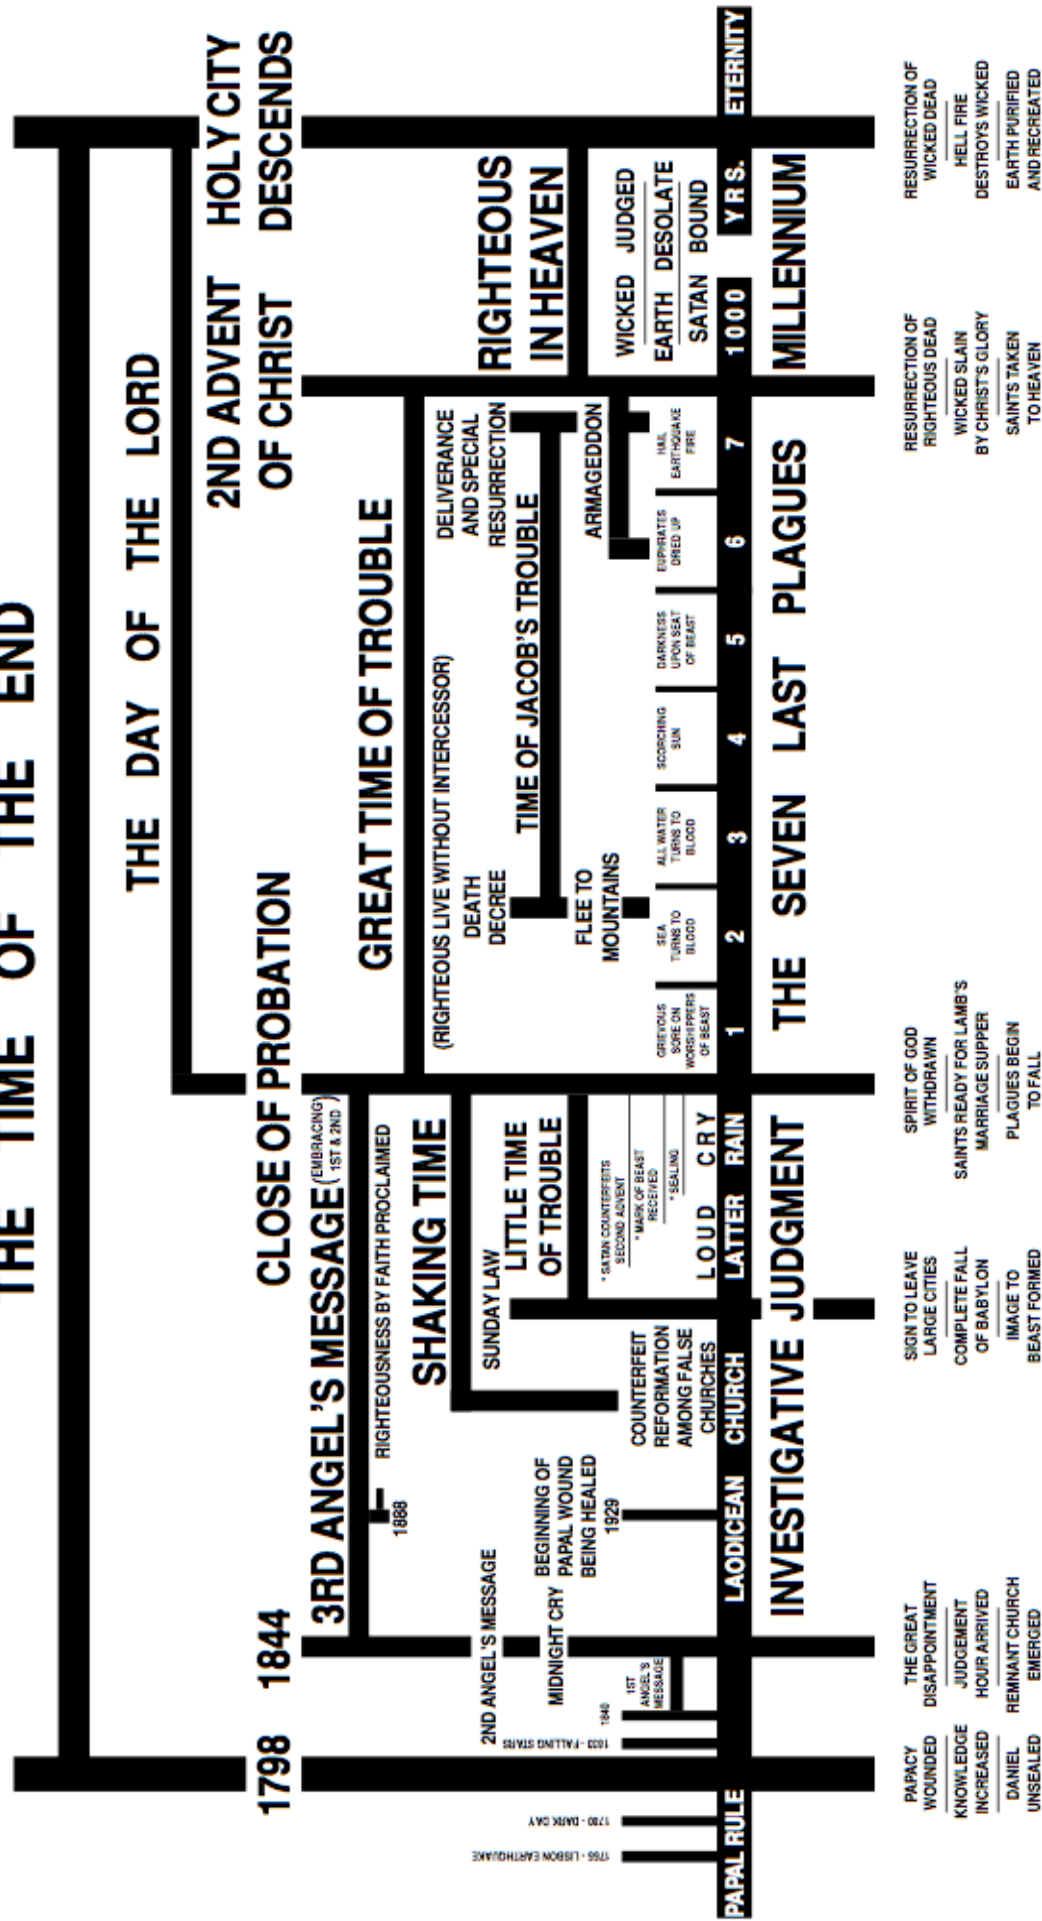 THE TIME OF THE END
THE DAY OF THE LORD
1798
1844
CLOSE OF PROBATION
2ND ADVENT
OF CHRIST
HOLY CITY
DESCENDS
3RD ANGEL'S MESSAGE
(EMBRACING
1ST & 2ND)
1888
RIGHTEOUSNESS BY FAITH PROCLAIMED
SHAKING TIME
SUNDAY LAW
LITTLE TIME
OF TROUBLE
GREAT TIME OF TROUBLE
(RIGHTEOUS LIVE WITHOUT INTERCESSOR)
DEATH
DECREE
DELIVERANCE
AND SPECIAL
RESURRECTION
TIME OF JACOB'S TROUBLE
FLEE TO
MOUNTAINS
ARMAGEDDON
RIGHTEOUS
IN HEAVEN
WICKED JUDGED
EARTH DESOLATE
SATAN BOUND
1755 - LISBON EARTHQUAKE
1780 - DARK DAY
1833 - FALLING STARS
1840
1ST
ANGEL'S
MESSAGE
2ND ANGEL'S MESSAGE
MIDNIGHT CRY
BEGINNING OF
PAPAL WOUND
BEING HEALED
1929
COUNTERFEIT
REFORMATION
AMONG FALSE
CHURCHES
* SATAN COUNTERFEITS
SECOND ADVENT
* MARK OF BEAST
RECEIVED
* SEALING
LOUD CRY
GRIEVOUS
SORE ON
WORSHIPPERS
OF BEAST
SEA
TURNS TO
BLOOD
ALL WATER
TURNS TO
BLOOD
SCORCHING
SUN
DARKNESS
UPON SEAT
OF BEAST
EUPHRATES
DRIED UP
HAIL
EARTHQUAKE
FIRE
PAPAL RULE
LAODICEAN CHURCH
LATTER RAIN
1 2 3 4 5 6 7
1000 YRS.
ETERNITY
INVESTIGATIVE JUDGMENT
THE SEVEN LAST PLAGUES
MILLENNIUM
PAPACY
WOUNDED
KNOWLEDGE
INCREASED
DANIEL
UNSEALED
THE GREAT
DISAPPOINTMENT
JUDGEMENT
HOUR ARRIVED
REMNANT CHURCH
EMERGED
SIGN TO LEAVE
LARGE CITIES
COMPLETE FALL
OF BABYLON
IMAGE TO
BEAST FORMED
SPIRIT OF GOD
WITHDRAWN
SAINTS READY FOR LAMB'S
MARRIAGE SUPPER
PLAGUES BEGIN
TO FALL
RESURRECTION OF
RIGHTEOUS DEAD
WICKED SLAIN
BY CHRIST'S GLORY
SAINTS TAKEN
TO HEAVEN
RESURRECTION OF
WICKED DEAD
HELL FIRE
DESTROYS WICKED
EARTH PURIFIED
AND RECREATED